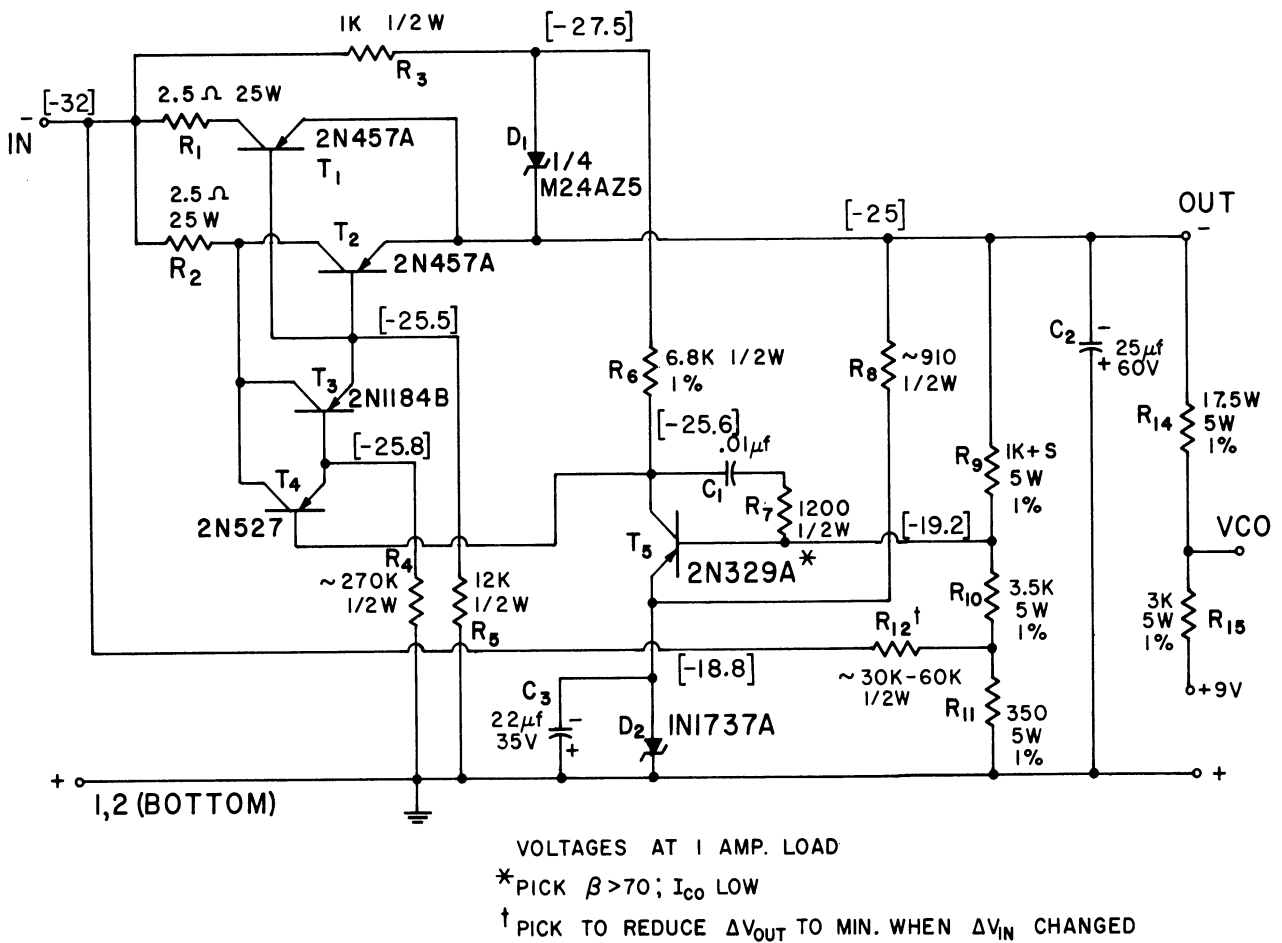 1K 1/2W
[-27.5]
R3
[-32]
2.5 Ω 25W
-
IN
R1
2N457A
T1
D1
1/4
M2.4AZ5
2.5 Ω
25W
R2
T2
2N457A
[-25]
OUT
-
[-25.5]
T3
2N1184B
R6
6.8K 1/2W
1%
R8
~910
1/2W
C2
-
+
25μf
60V
[-25.8]
[-25.6]
.01μf
C1
R14
17.5W
5W
1%
T4
2N527
R9
1K+S
5W
1%
R7
1200
1/2W
*
[-19.2]
VCO
T5
2N329A
R4
~270K
1/2W
12K
1/2W
R5
R10
3.5K
5W
1%
3K
5W
1%
R15
R12†
~30K-60K
1/2W
[-18.8]
+9V
C3
22μf
35V
-
+
D2
1N1737A
R11
350
5W
1%
+
1,2 (BOTTOM)
+
VOLTAGES AT 1 AMP. LOAD
*PICK β>70; ICO LOW
†PICK TO REDUCE ΔVOUT TO MIN. WHEN ΔVIN CHANGED